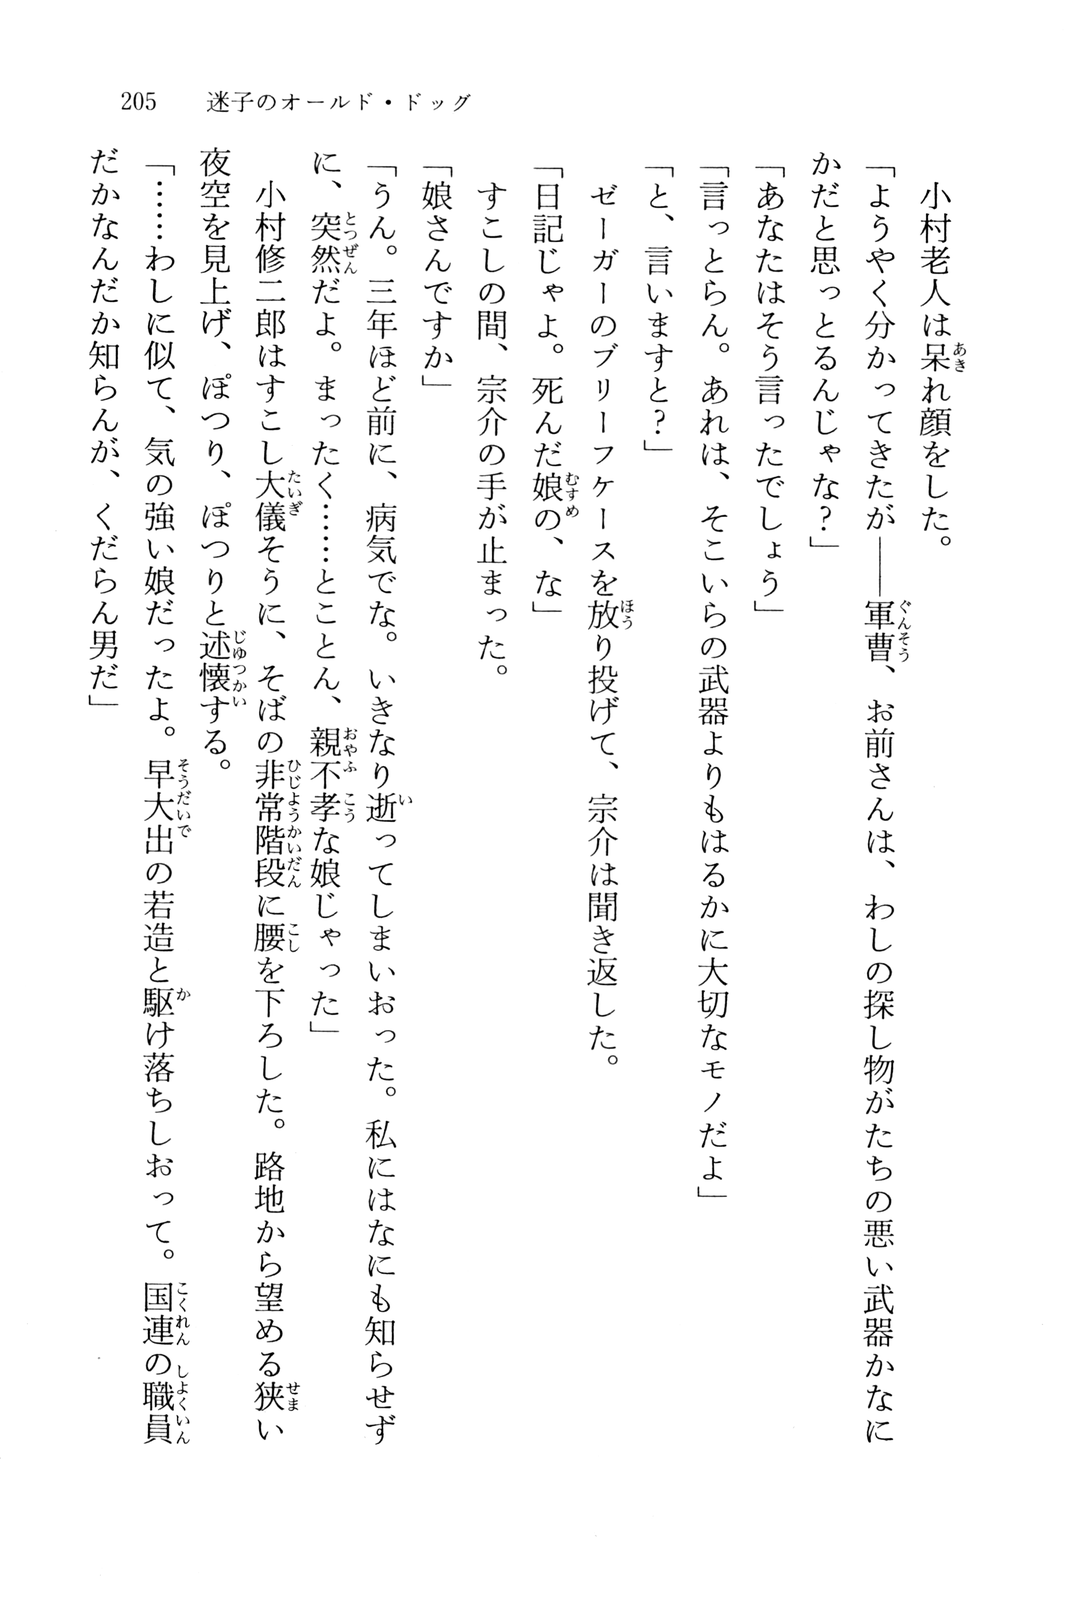 205 迷子のオールド・ドッグ
小村老人は呆れ顔をした。
「ようやく分かってきたが――軍曹、お前さんは、わしの探し物がたちの悪い武器かなに
かだと思っとるんじゃな?」
「あなたはそう言ったでしょう」
「言っとらん。あれは、そこいらの武器よりもはるかに大切なモノだよ」
「と、言いますと?」
ゼーガーのブリーフケースを放り投げて、宗介は聞き返した。
「日記じゃよ。死んだ娘の、な」
すこしの間、宗介の手が止まった。
「娘さんですか」
「うん。三年ほど前に、病気でな。いきなり逝ってしまいおった。私にはなにも知らせず
に、突然だよ。まったく……とことん、親不孝な娘じゃった」
小村修二郎はすこし大儀そうに、そばの非常階段に腰を下ろした。路地から望める狭い
夜空を見上げ、ぽつり、ぽつりと述懐する。
「……わしに似て、気の強い娘だったよ。早大出の若造と駆け落ちしおって。国連の職員
だかなんだか知らんが、くだらん男だ」